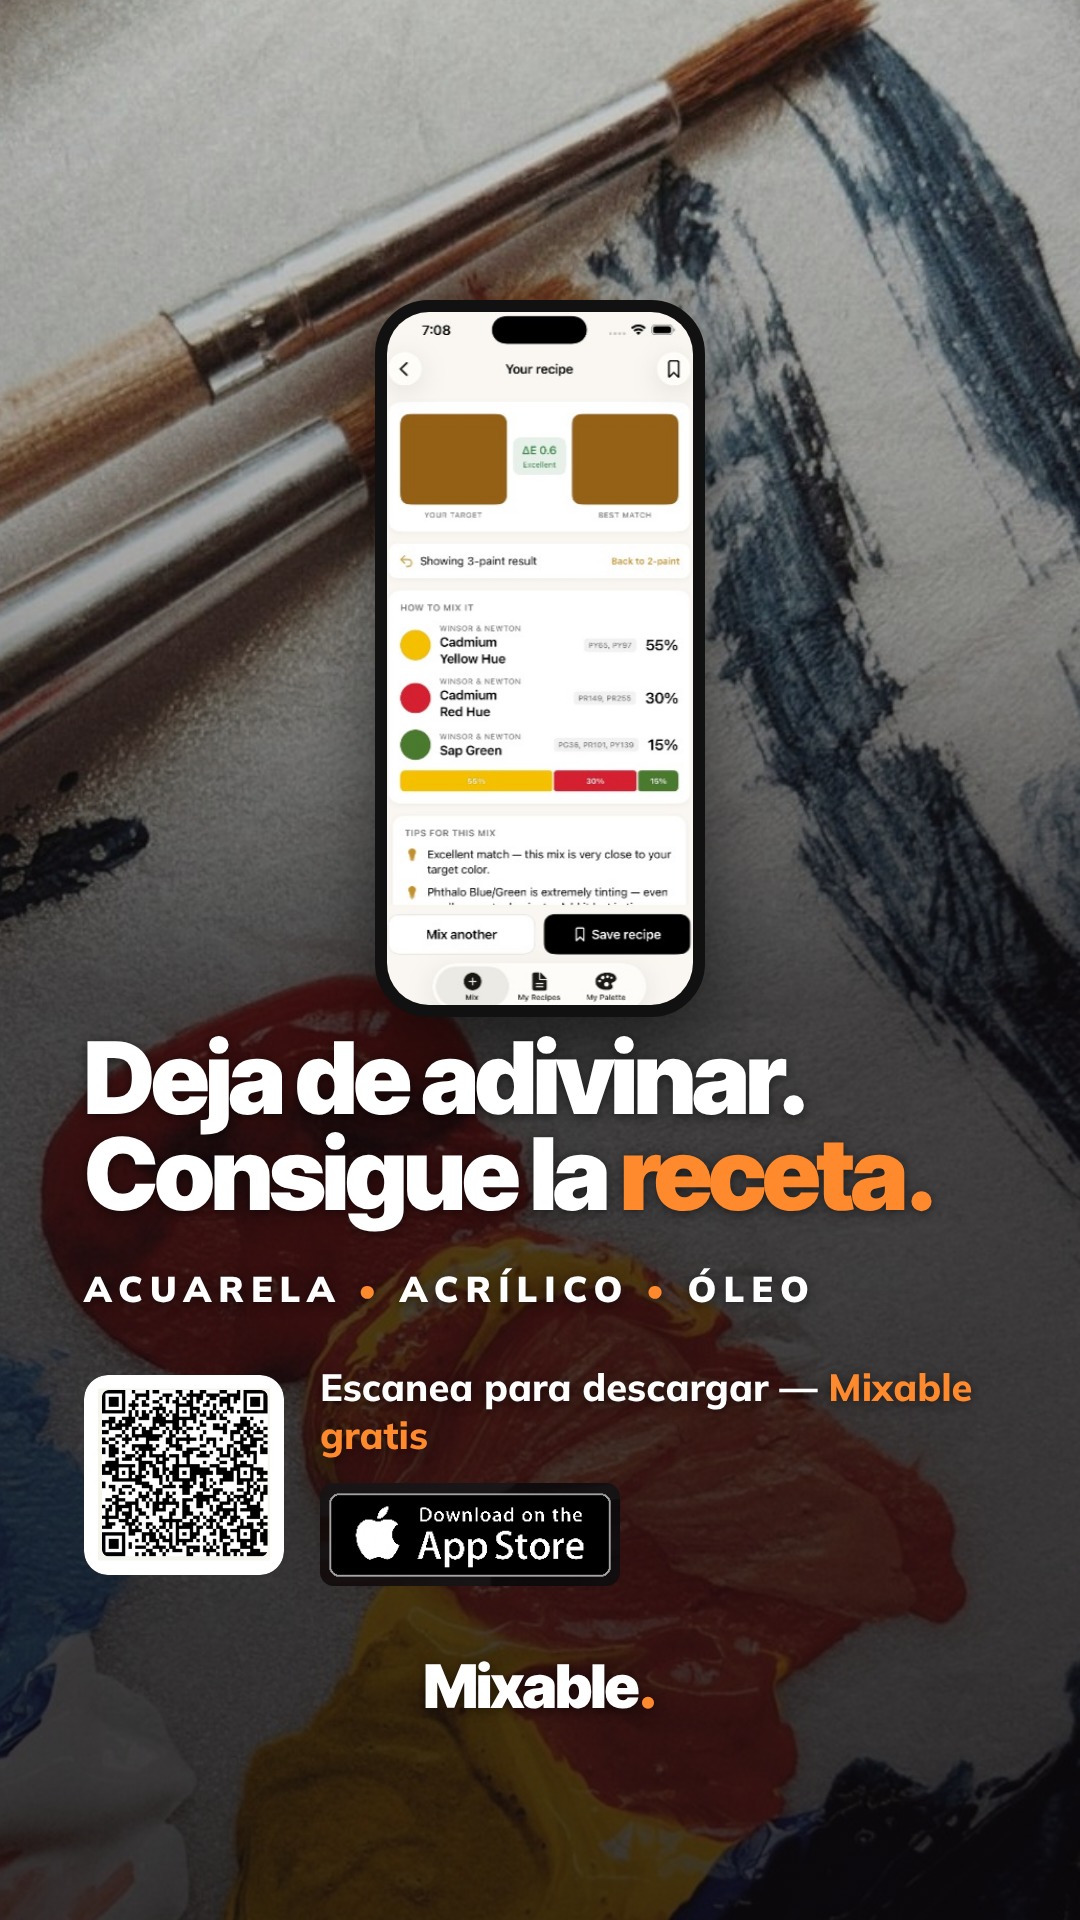 7:08
Your recipe
ΔE 0.6
Excellent
YOUR TARGET
BEST MATCH
Showing 3-paint result
Back to 2-paint
HOW TO MIX IT
WINSOR & NEWTON
Cadmium
Yellow Hue
PY65, PY97
55%
WINSOR & NEWTON
Cadmium
Red Hue
PR149, PR255
30%
WINSOR & NEWTON
Sap Green
PG36, PR101, PY139
15%
55%
30%
15%
TIPS FOR THIS MIX
Excellent match — this mix is very close to your
target color.
Phthalo Blue/Green is extremely tinting — even
Mix another
Save recipe
Mix
My Recipes
My Palette
Deja de adivinar.
Consigue la receta.
ACUARELA • ACRÍLICO • ÓLEO
Escanea para descargar — Mixable
gratis
Download on the
App Store
Mixable.